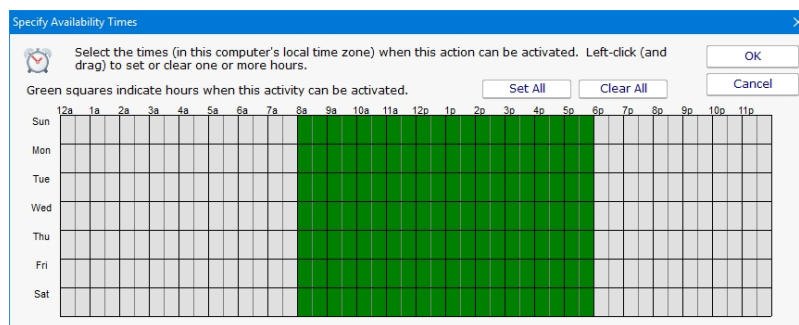 Specify Availability Times
Select the times (in this computer's local time zone) when this action can be activated. Left-click (and
drag) to set or clear one or more hours.
OK
Green squares indicate hours when this activity can be activated.
Set All
Clear All
Cancel
12a 1a 2a 3a 4a 5a 6a 7a 8a 9a 10a 11a 12p 1p 2p 3p 4p 5p 6p 7p 8p 9p 10p 11p
Sun
Mon
Tue
Wed
Thu
Fri
Sat